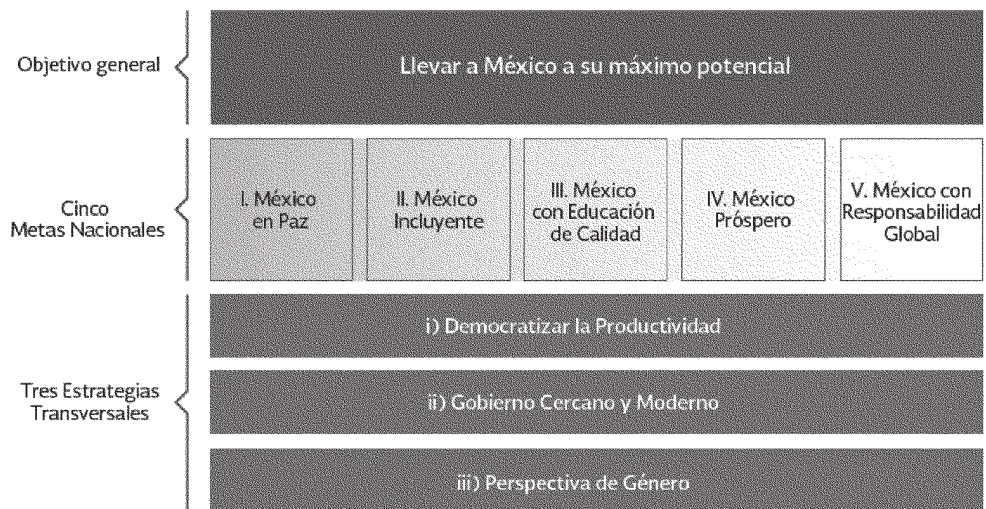 Objetivo general
Llevar a México a su máximo potencial
Cinco
Metas Nacionales
I. México
en Paz
II. México
Incluyente
III. México
con Educación
de Calidad
IV. México
Próspero
V. México con
Responsabilidad
Global
Tres Estrategias
Transversales
i) Democratizar la Productividad
ii) Gobierno Cercano y Moderno
iii) Perspectiva de Género